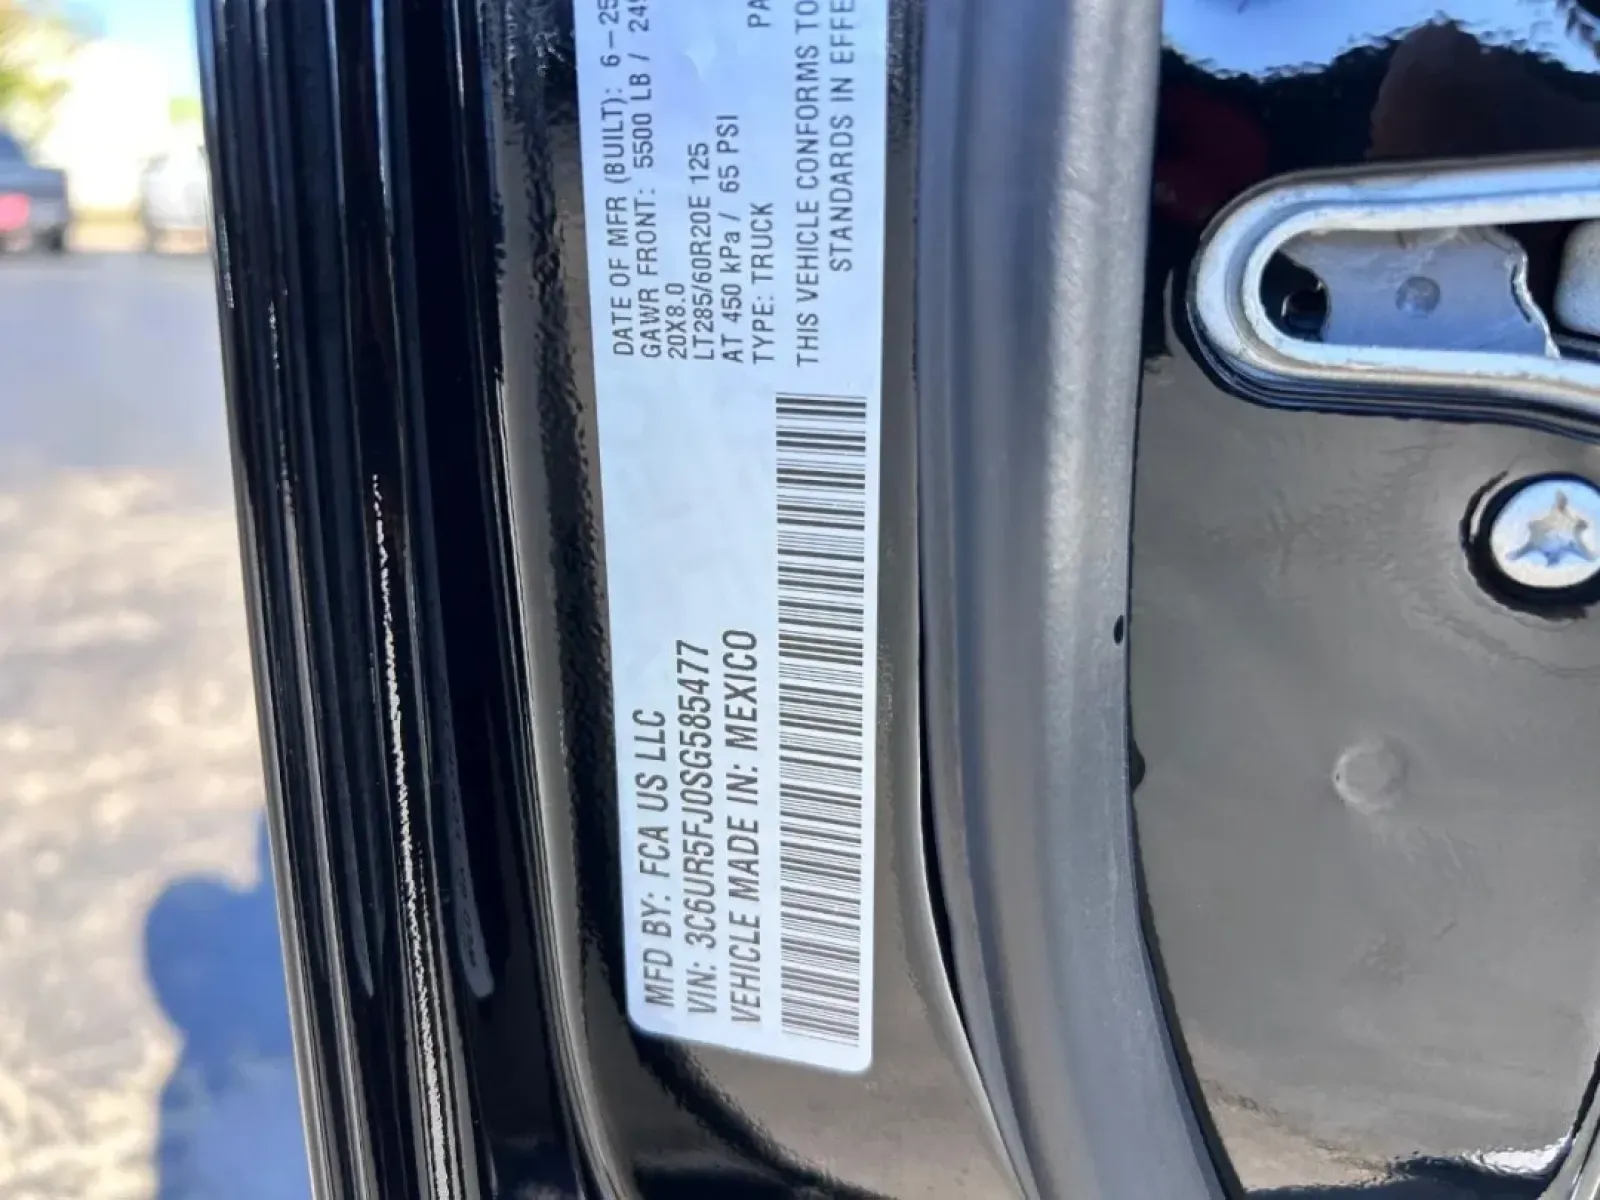 MFD BY: FCA US LLC
VIN: 3C6UR5FJ0SG585477
VEHICLE MADE IN: MEXICO
DATE OF MFR (BUILT): 6-25
GAWR FRONT: 5500 LB /
20X8.0
LT285/60R20E 125
AT 450 kPa / 65 PSI
TYPE: TRUCK
THIS VEHICLE CONFORMS TO
STANDARDS IN